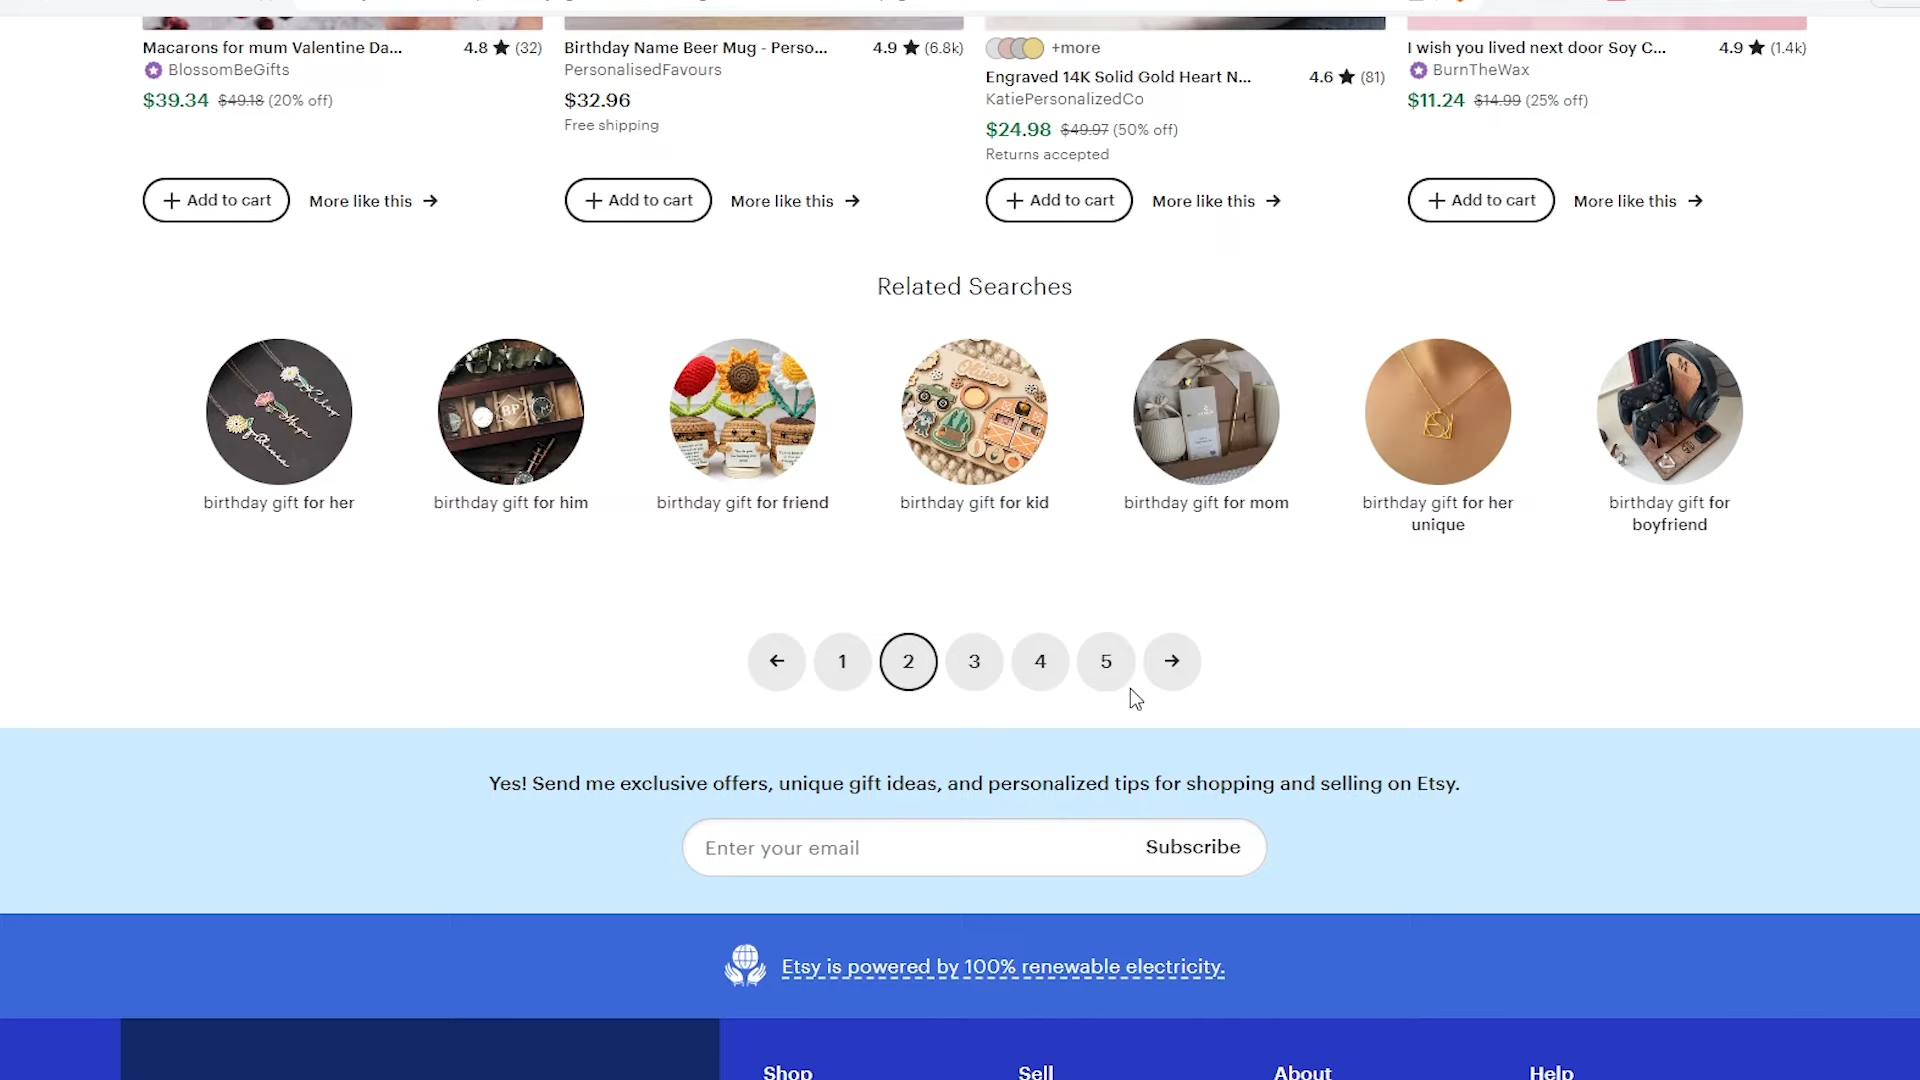 Macarons for mum Valentine Da... 4.8 ★ (32)
BlossomBeGifts
$39.34 $49.18 (20% off)
+ Add to cart More like this →
Birthday Name Beer Mug - Perso... 4.9 ★ (6.8k)
PersonalisedFavours
$32.96
Free shipping
+ Add to cart More like this →
+more
Engraved 14K Solid Gold Heart N... 4.6 ★ (81)
KatiePersonalizedCo
$24.98 $49.97 (50% off)
Returns accepted
+ Add to cart More like this →
I wish you lived next door Soy C... 4.9 ★ (1.4k)
BurnTheWax
$11.24 $14.99 (25% off)
+ Add to cart More like this →
Related Searches
BP
birthday gift for her
birthday gift for him
birthday gift for friend
birthday gift for kid
birthday gift for mom
birthday gift for her
unique
birthday gift for
boyfriend
← 1 2 3 4 5 →
Yes! Send me exclusive offers, unique gift ideas, and personalized tips for shopping and selling on Etsy.
Enter your email Subscribe
Etsy is powered by 100% renewable electricity.
Shop Sell About Help